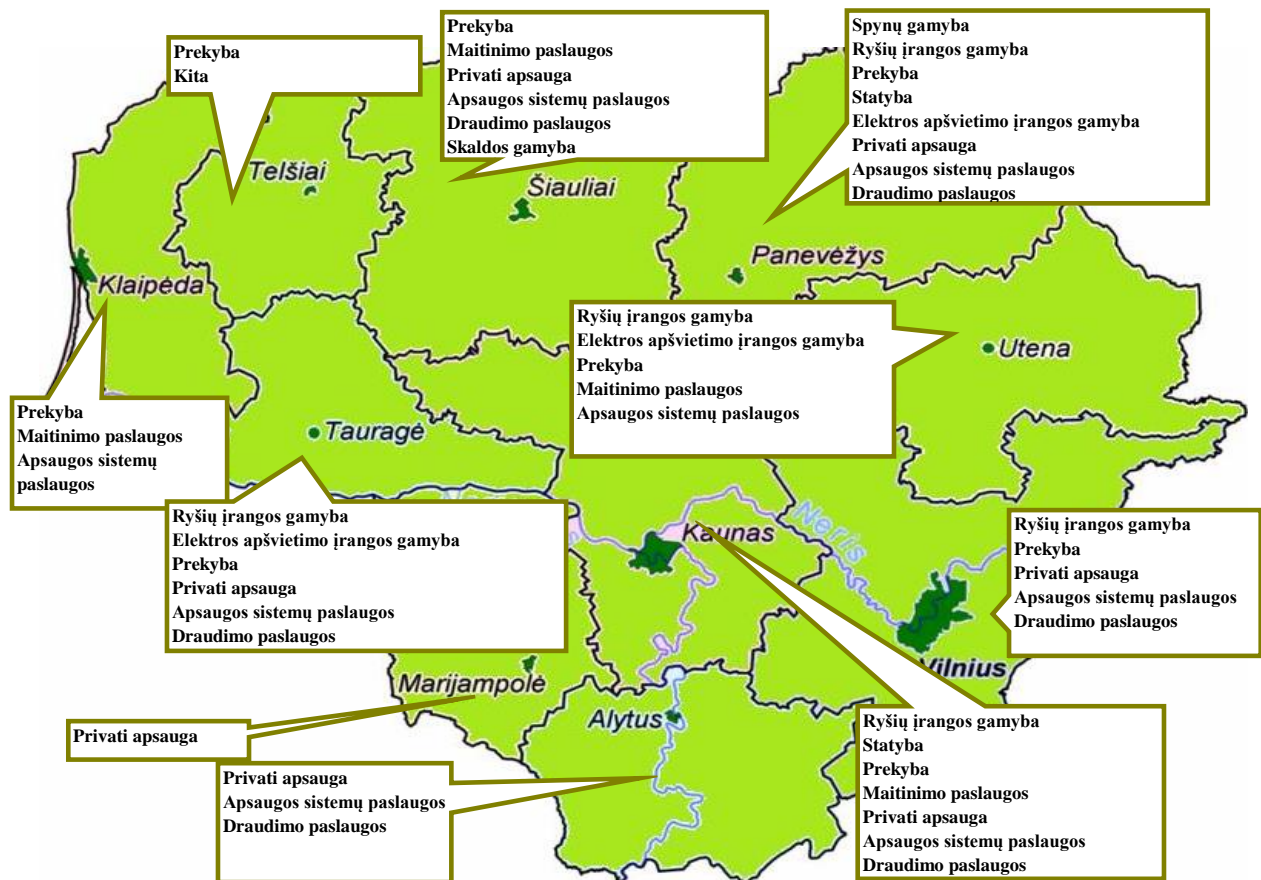 Prekyba
Kita
Prekyba
Maitinimo paslaugos
Privati apsauga
Apsaugos sistemų paslaugos
Draudimo paslaugos
Skaldos gamyba
Spynų gamyba
Ryšių įrangos gamyba
Prekyba
Statyba
Elektros apšvietimo įrangos gamyba
Privati apsauga
Apsaugos sistemų paslaugos
Draudimo paslaugos
Telšiai
Šiauliai
Panevėžys
Klaipėda
Ryšių įrangos gamyba
Elektros apšvietimo įrangos gamyba
Prekyba
Maitinimo paslaugos
Apsaugos sistemų paslaugos
Utena
Prekyba
Maitinimo paslaugos
Apsaugos sistemų
paslaugos
Tauragė
Ryšių įrangos gamyba
Elektros apšvietimo įrangos gamyba
Prekyba
Privati apsauga
Apsaugos sistemų paslaugos
Draudimo paslaugos
Kaunas
Neris
Ryšių įrangos gamyba
Prekyba
Privati apsauga
Apsaugos sistemų paslaugos
Draudimo paslaugos
Vilnius
Marijampolė
Alytus
Privati apsauga
Privati apsauga
Apsaugos sistemų paslaugos
Draudimo paslaugos
Ryšių įrangos gamyba
Statyba
Prekyba
Maitinimo paslaugos
Privati apsauga
Apsaugos sistemų paslaugos
Draudimo paslaugos